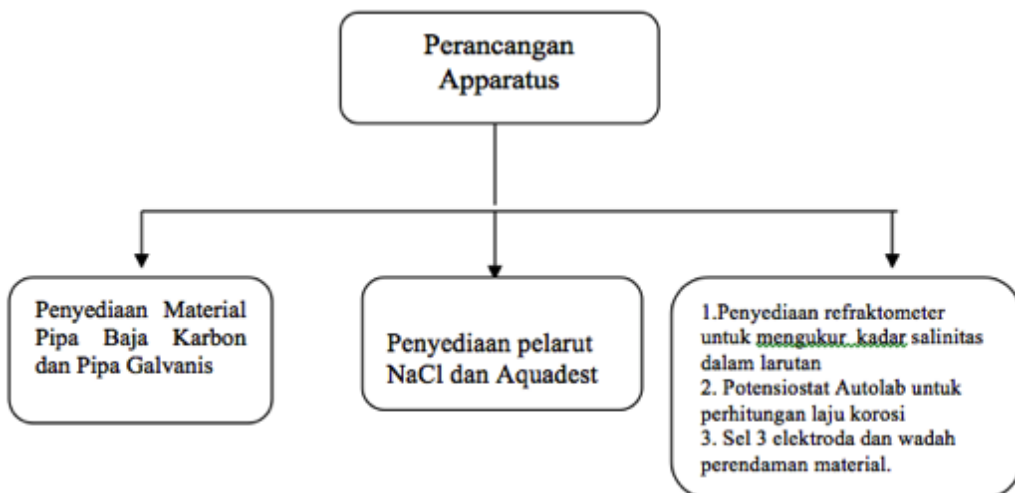 Perancangan
Apparatus
Penyediaan Material
Pipa Baja Karbon
dan Pipa Galvanis
Penyediaan pelarut
NaCl dan Aquadest
1.Penyediaan refraktometer
untuk mengukur kadar salinitas
dalam larutan
2. Potensiostat Autolab untuk
perhitungan laju korosi
3. Sel 3 elektroda dan wadah
perendaman material.